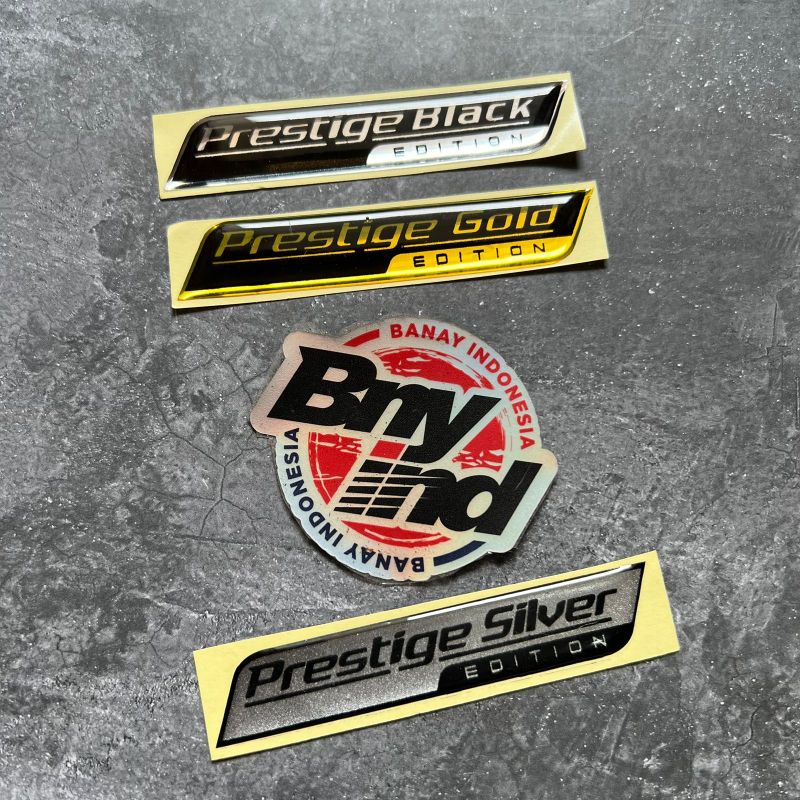 Prestige Black
EDITION
Prestige Gold
EDITION
BANAY INDONESIA
Bny
ind
BANAY INDONESIA
Prestige Silver
EDITION